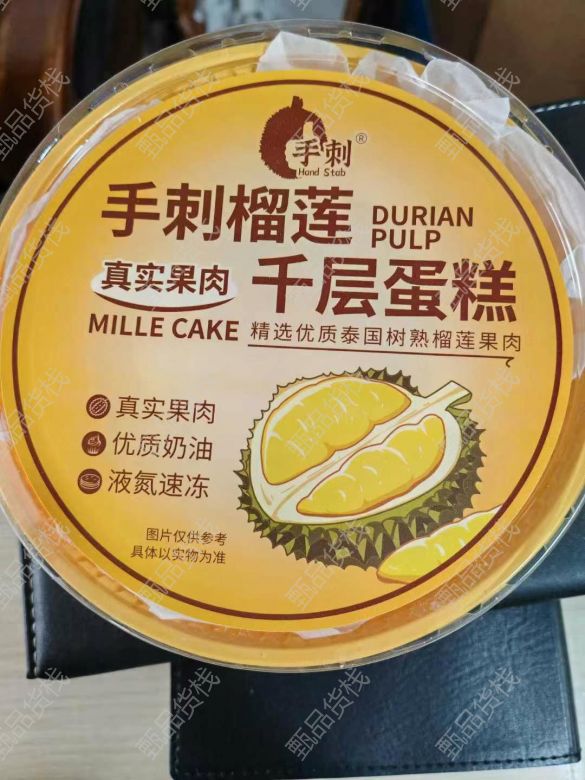 手刺®
Hand Stab
手刺榴莲 DURIAN PULP
真实果肉 千层蛋糕
MILLE CAKE 精选优质泰国树熟榴莲果肉
真实果肉
优质奶油
液氮速冻
图片仅供参考
具体以实物为准
甄品货栈